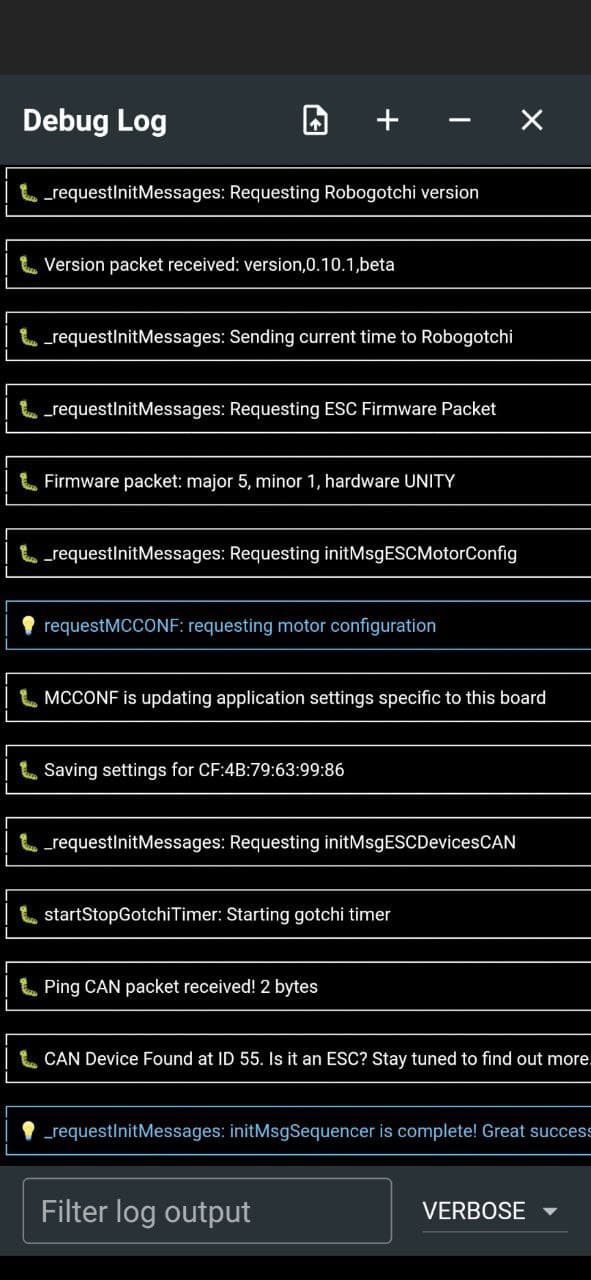 Debug Log
_requestInitMessages: Requesting Robogotchi version
Version packet received: version,0.10.1,beta
_requestInitMessages: Sending current time to Robogotchi
_requestInitMessages: Requesting ESC Firmware Packet
Firmware packet: major 5, minor 1, hardware UNITY
_requestInitMessages: Requesting initMsgESCMotorConfig
requestMCCONF: requesting motor configuration
MCCONF is updating application settings specific to this board
Saving settings for CF:4B:79:63:99:86
_requestInitMessages: Requesting initMsgESCDevicesCAN
startStopGotchiTimer: Starting gotchi timer
Ping CAN packet received! 2 bytes
CAN Device Found at ID 55. Is it an ESC? Stay tuned to find out more.
_requestInitMessages: initMsgSequencer is complete! Great success
Filter log output
VERBOSE